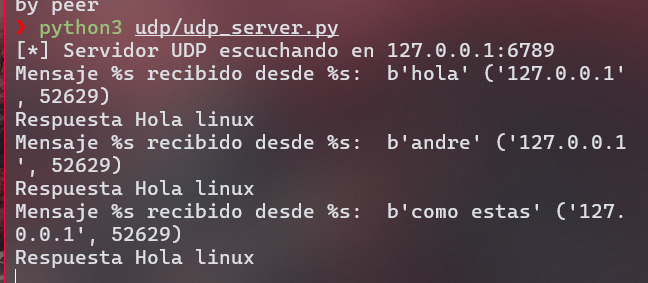 by peer
❯ python3 udp/udp_server.py
[*] Servidor UDP escuchando en 127.0.0.1:6789
Mensaje %s recibido desde %s:  b'hola' ('127.0.0.1'
, 52629)
Respuesta Hola linux
Mensaje %s recibido desde %s:  b'andre' ('127.0.0.1
', 52629)
Respuesta Hola linux
Mensaje %s recibido desde %s:  b'como estas' ('127.
0.0.1', 52629)
Respuesta Hola linux